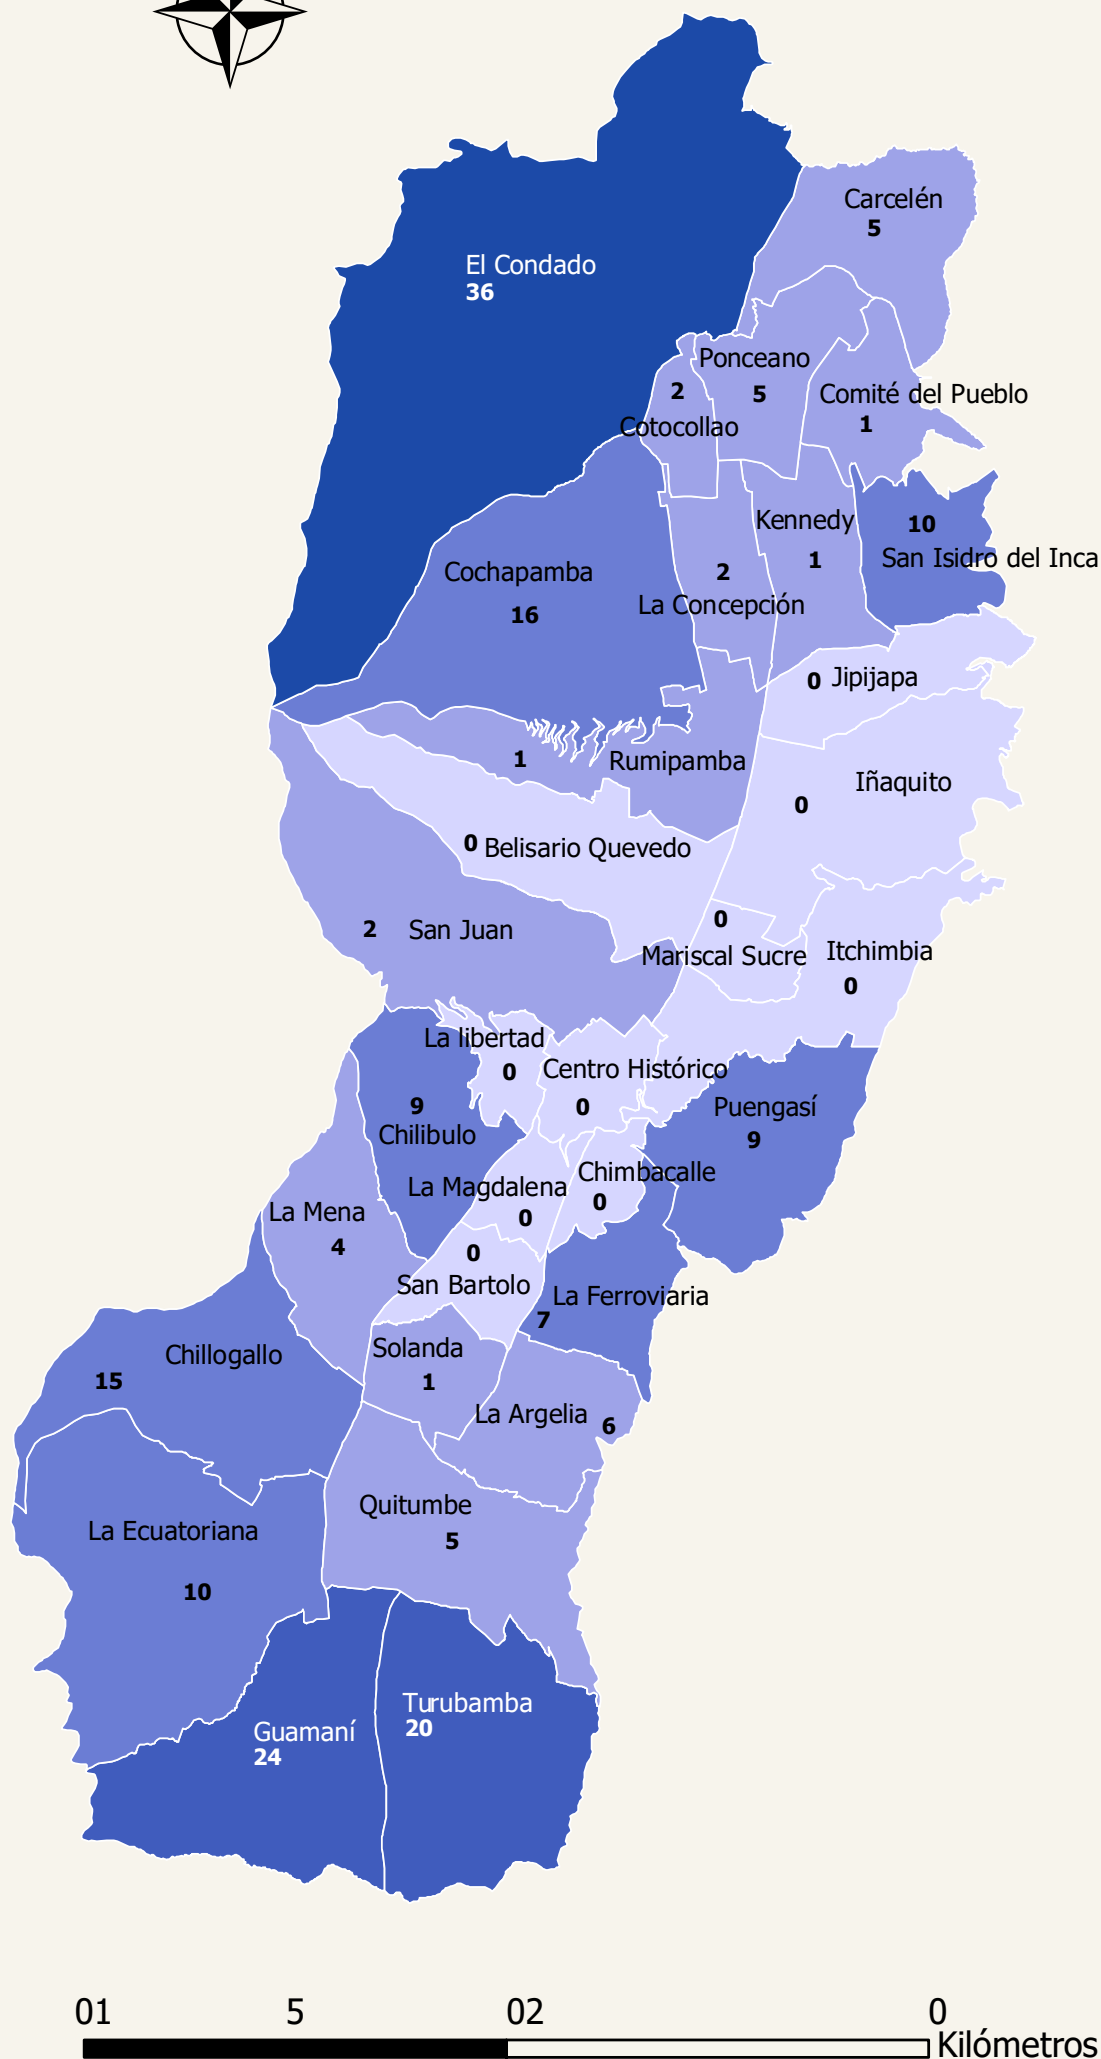 Carcelén
5
El Condado
36
Ponceano
5
2
Cotocollao
Comité del Pueblo
1
Kennedy
1
10
San Isidro del Inca
Cochapamba
16
2
La Concepción
0 Jipijapa
1
Rumipamba
Iñaquito
0
0 Belisario Quevedo
2 San Juan
0
Mariscal Sucre
Itchimbia
0
La libertad
0
Centro Histórico
0
9
Chilibulo
Puengasí
9
La Magdalena
0
Chimbacalle
0
La Mena
4
0
San Bartolo
La Ferroviaria
7
Chillogallo
15
Solanda
1
La Argelia
6
Quitumbe
5
La Ecuatoriana
10
Turubamba
20
Guamaní
24
01 5 02 0
Kilómetros